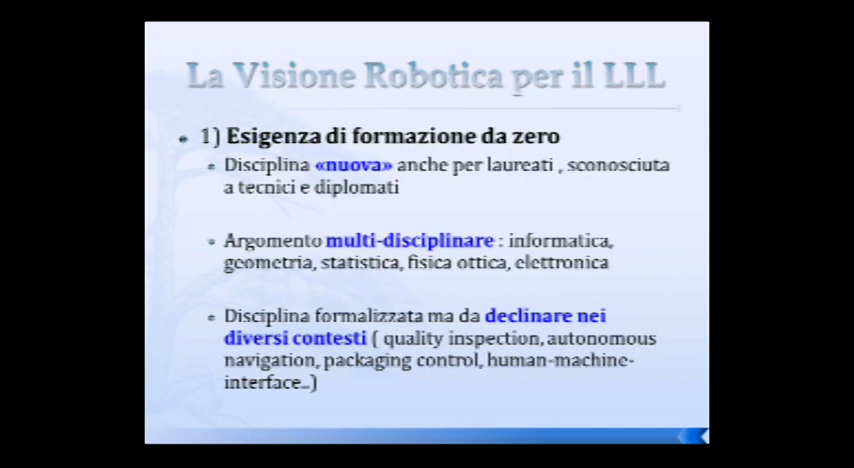 La Visione Robotica per il LLL
1) Esigenza di formazione da zero
Disciplina «nuova» anche per laureati , sconosciuta
a tecnici e diplomati
Argomento multi-disciplinare : informatica,
geometria, statistica, fisica ottica, elettronica
Disciplina formalizzata ma da declinare nei
diversi contesti ( quality inspection, autonomous
navigation, packaging control, human-machine-
interface..)